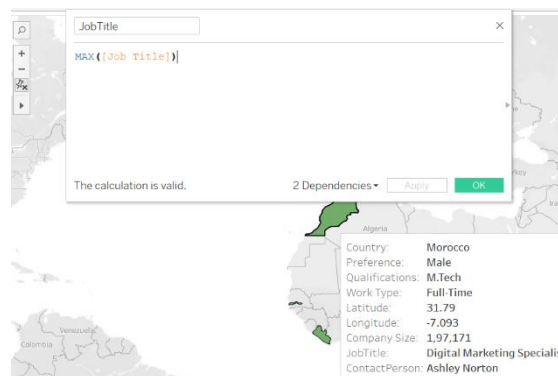 JobTitle
MAX([Job Title])
The calculation is valid.
2 Dependencies
Apply
OK
Algeria
Venezuela
Colombia
Country: Morocco
Preference: Male
Qualifications: M.Tech
Work Type: Full-Time
Latitude: 31.79
Longitude: -7.093
Company Size: 1,97,171
JobTitle: Digital Marketing Specialis
ContactPerson: Ashley Norton